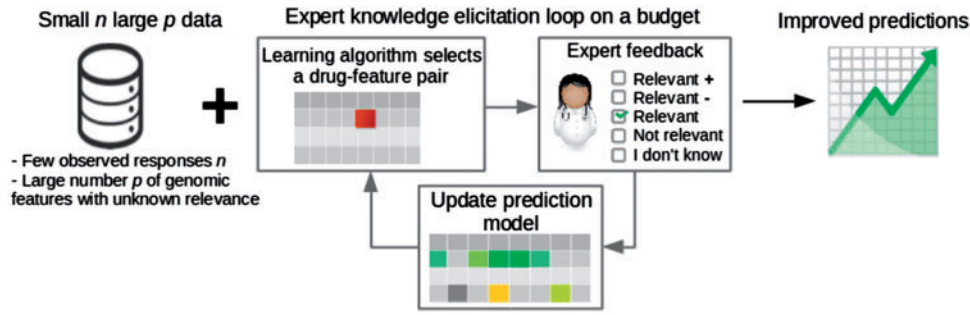 Small n large p data
Expert knowledge elicitation loop on a budget
Improved predictions
Learning algorithm selects
a drug-feature pair
Expert feedback
Relevant +
Relevant -
Relevant
Not relevant
I don't know
- Few observed responses n
- Large number p of genomic
features with unknown relevance
Update prediction
model